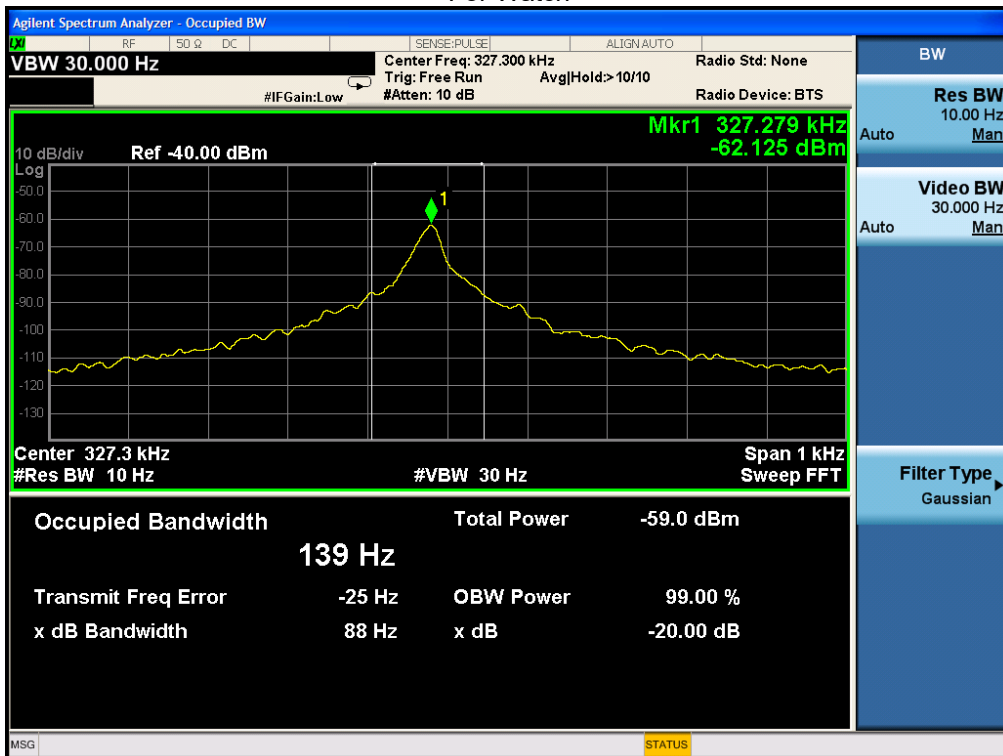 Agilent Spectrum Analyzer - Occupied BW
LXI RF 50 Ω DC SENSE:PULSE ALIGN AUTO
VBW 30.000 Hz
Center Freq: 327.300 kHz Radio Std: None
Trig: Free Run Avg|Hold:> 10/10
#IFGain:Low #Atten: 10 dB Radio Device: BTS
Mkr1 327.279 kHz
-62.125 dBm
10 dB/div Ref -40.00 dBm
Log
-50.0
1
-60.0
-70.0
-80.0
-90.0
-100
-110
-120
-130
Center 327.3 kHz Span 1 kHz
#Res BW 10 Hz #VBW 30 Hz Sweep FFT
Occupied Bandwidth Total Power -59.0 dBm
139 Hz
Transmit Freq Error -25 Hz OBW Power 99.00 %
x dB Bandwidth 88 Hz x dB -20.00 dB
MSG STATUS
BW
Res BW
10.00 Hz
Auto Man
Video BW
30.000 Hz
Auto Man
Filter Type
Gaussian